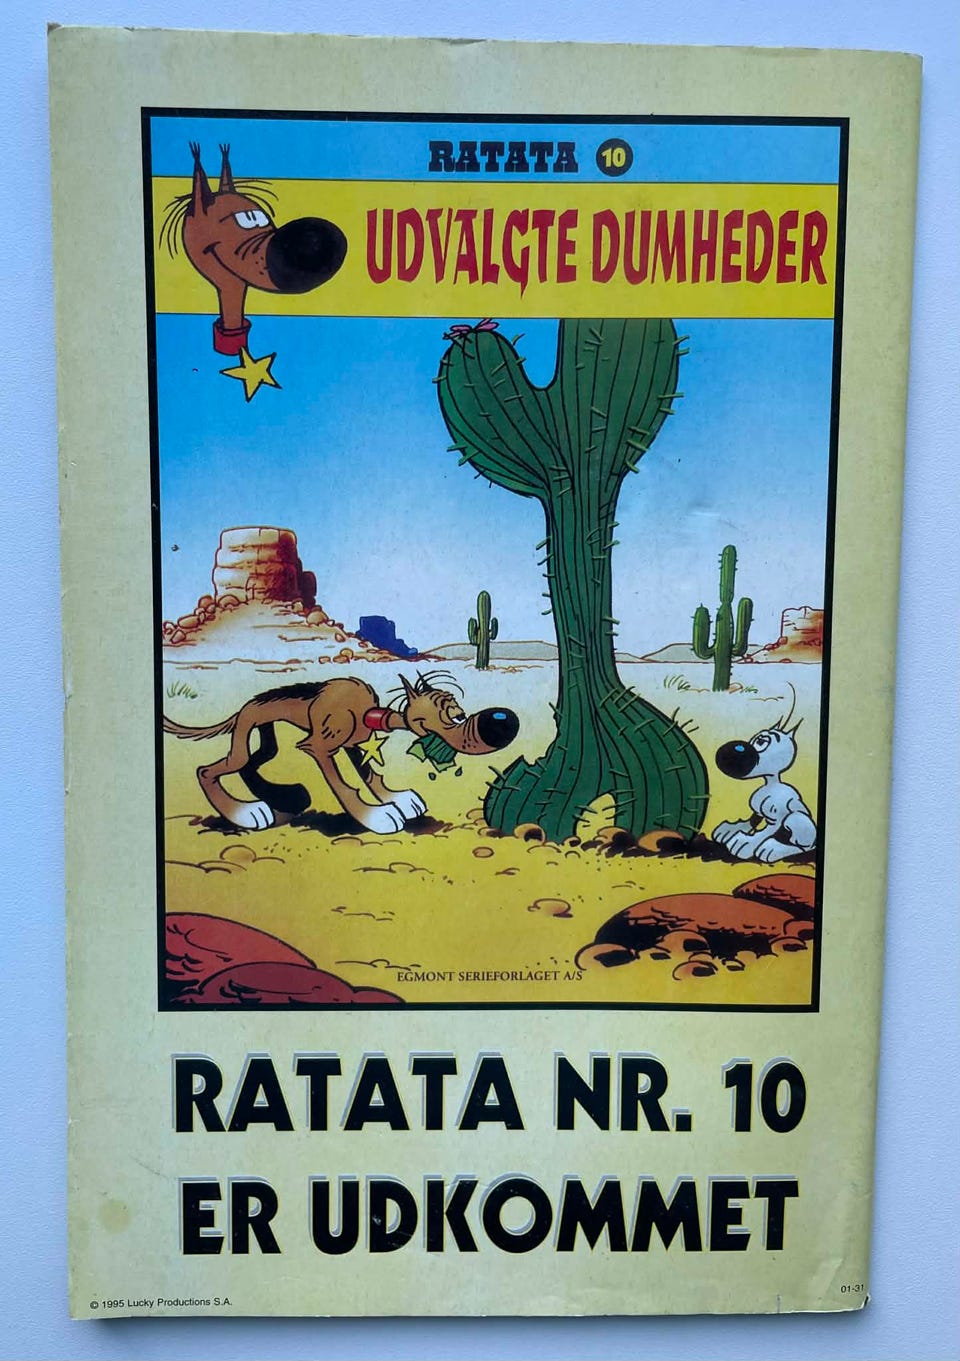 RATATA 10
UDVALGTE DUMHEDER
EGMONT SERIEFORLAGET A/S
RATATA NR. 10
ER UDKOMMET
© 1995 Lucky Productions S.A.
01-31